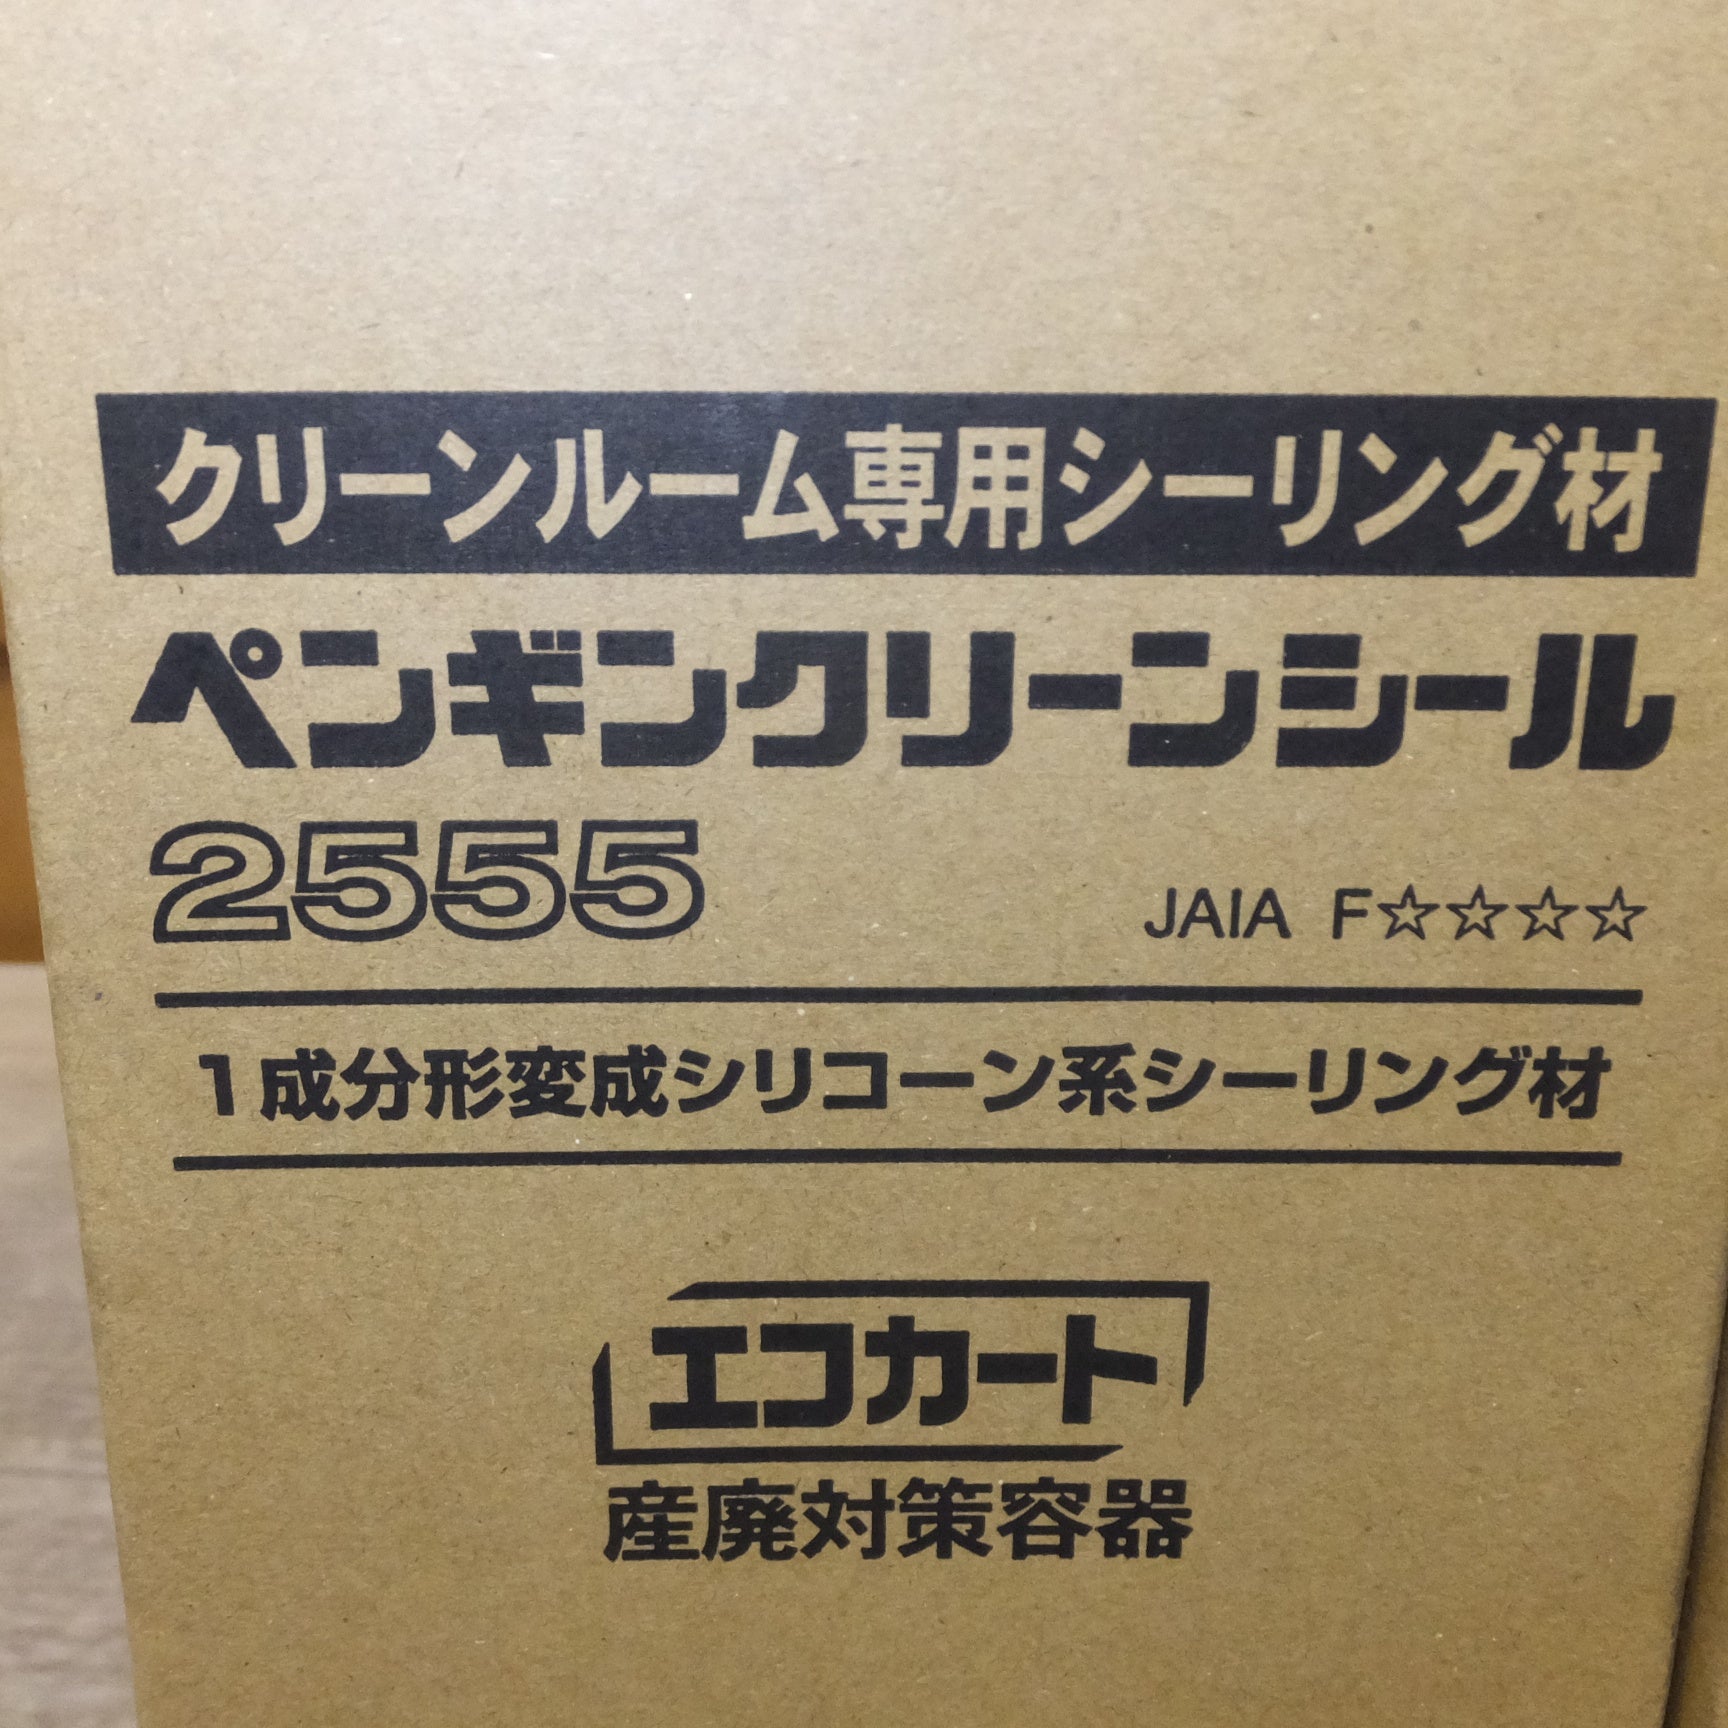 クリーンルーム専用シーリング材
ペンギンクリーンシール
2555
JAIA F☆☆☆☆
1成分形変成シリコーン系シーリング材
エコカート
産廃対策容器